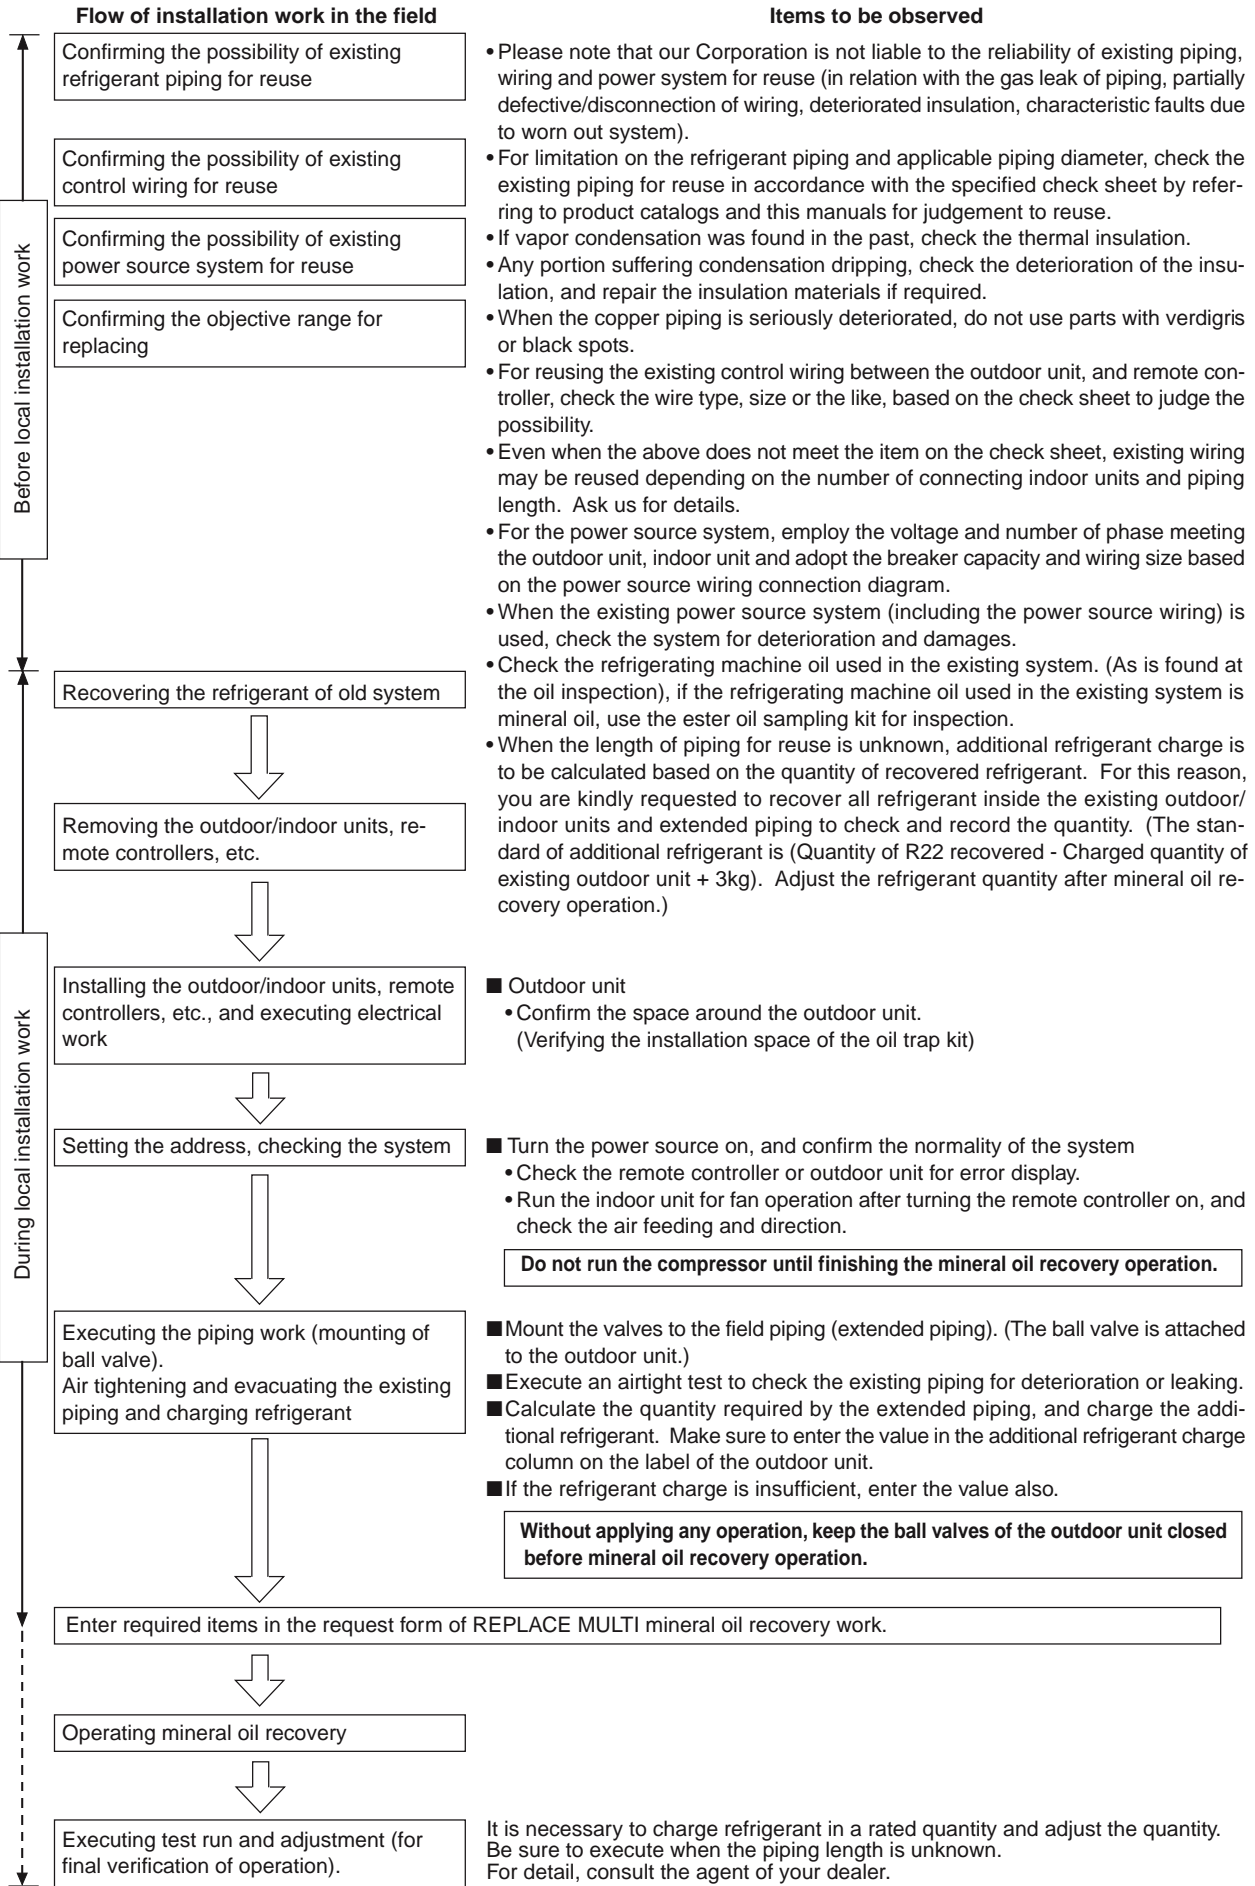 Flow of installation work in the field
Items to be observed
Before local installation work
Confirming the possibility of existing
refrigerant piping for reuse
Confirming the possibility of existing
control wiring for reuse
Confirming the possibility of existing
power source system for reuse
Confirming the objective range for
replacing
• Please note that our Corporation is not liable to the reliability of existing piping,
wiring and power system for reuse (in relation with the gas leak of piping, partially
defective/disconnection of wiring, deteriorated insulation, characteristic faults due
to worn out system).
• For limitation on the refrigerant piping and applicable piping diameter, check the
existing piping for reuse in accordance with the specified check sheet by refer-
ring to product catalogs and this manuals for judgement to reuse.
• If vapor condensation was found in the past, check the thermal insulation.
• Any portion suffering condensation dripping, check the deterioration of the insu-
lation, and repair the insulation materials if required.
• When the copper piping is seriously deteriorated, do not use parts with verdigris
or black spots.
• For reusing the existing control wiring between the outdoor unit, and remote con-
troller, check the wire type, size or the like, based on the check sheet to judge the
possibility.
• Even when the above does not meet the item on the check sheet, existing wiring
may be reused depending on the number of connecting indoor units and piping
length. Ask us for details.
• For the power source system, employ the voltage and number of phase meeting
the outdoor unit, indoor unit and adopt the breaker capacity and wiring size based
on the power source wiring connection diagram.
• When the existing power source system (including the power source wiring) is
used, check the system for deterioration and damages.
• Check the refrigerating machine oil used in the existing system. (As is found at
the oil inspection), if the refrigerating machine oil used in the existing system is
mineral oil, use the ester oil sampling kit for inspection.
• When the length of piping for reuse is unknown, additional refrigerant charge is
to be calculated based on the quantity of recovered refrigerant. For this reason,
you are kindly requested to recover all refrigerant inside the existing outdoor/
indoor units and extended piping to check and record the quantity. (The stan-
dard of additional refrigerant is (Quantity of R22 recovered - Charged quantity of
existing outdoor unit + 3kg). Adjust the refrigerant quantity after mineral oil re-
covery operation.)
During local installation work
Recovering the refrigerant of old system
Removing the outdoor/indoor units, re-
mote controllers, etc.
Installing the outdoor/indoor units, remote
controllers, etc., and executing electrical
work
■ Outdoor unit
• Confirm the space around the outdoor unit.
(Verifying the installation space of the oil trap kit)
Setting the address, checking the system
■ Turn the power source on, and confirm the normality of the system
• Check the remote controller or outdoor unit for error display.
• Run the indoor unit for fan operation after turning the remote controller on, and
check the air feeding and direction.
Do not run the compressor until finishing the mineral oil recovery operation.
Executing the piping work (mounting of
ball valve).
Air tightening and evacuating the existing
piping and charging refrigerant
■ Mount the valves to the field piping (extended piping). (The ball valve is attached
to the outdoor unit.)
■ Execute an airtight test to check the existing piping for deterioration or leaking.
■ Calculate the quantity required by the extended piping, and charge the addi-
tional refrigerant. Make sure to enter the value in the additional refrigerant charge
column on the label of the outdoor unit.
■ If the refrigerant charge is insufficient, enter the value also.
Without applying any operation, keep the ball valves of the outdoor unit closed
before mineral oil recovery operation.
Enter required items in the request form of REPLACE MULTI mineral oil recovery work.
Operating mineral oil recovery
Executing test run and adjustment (for
final verification of operation).
It is necessary to charge refrigerant in a rated quantity and adjust the quantity.
Be sure to execute when the piping length is unknown.
For detail, consult the agent of your dealer.